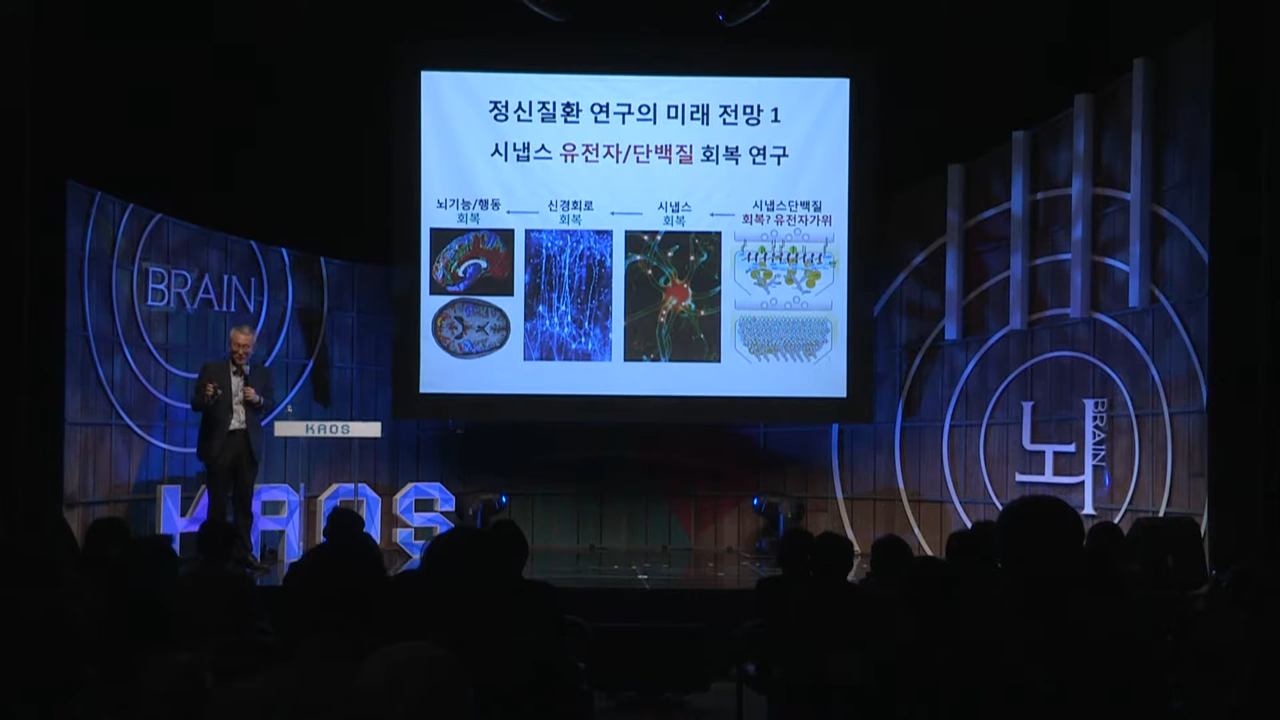 정신질환 연구의 미래 전망 1
시냅스 유전자/단백질 회복 연구
뇌기능/행동
회복
신경회로
회복
시냅스
회복
시냅스단백질
회복? 유전자가위
BRAIN
KAOS
KAOS
뇌
BRAIN